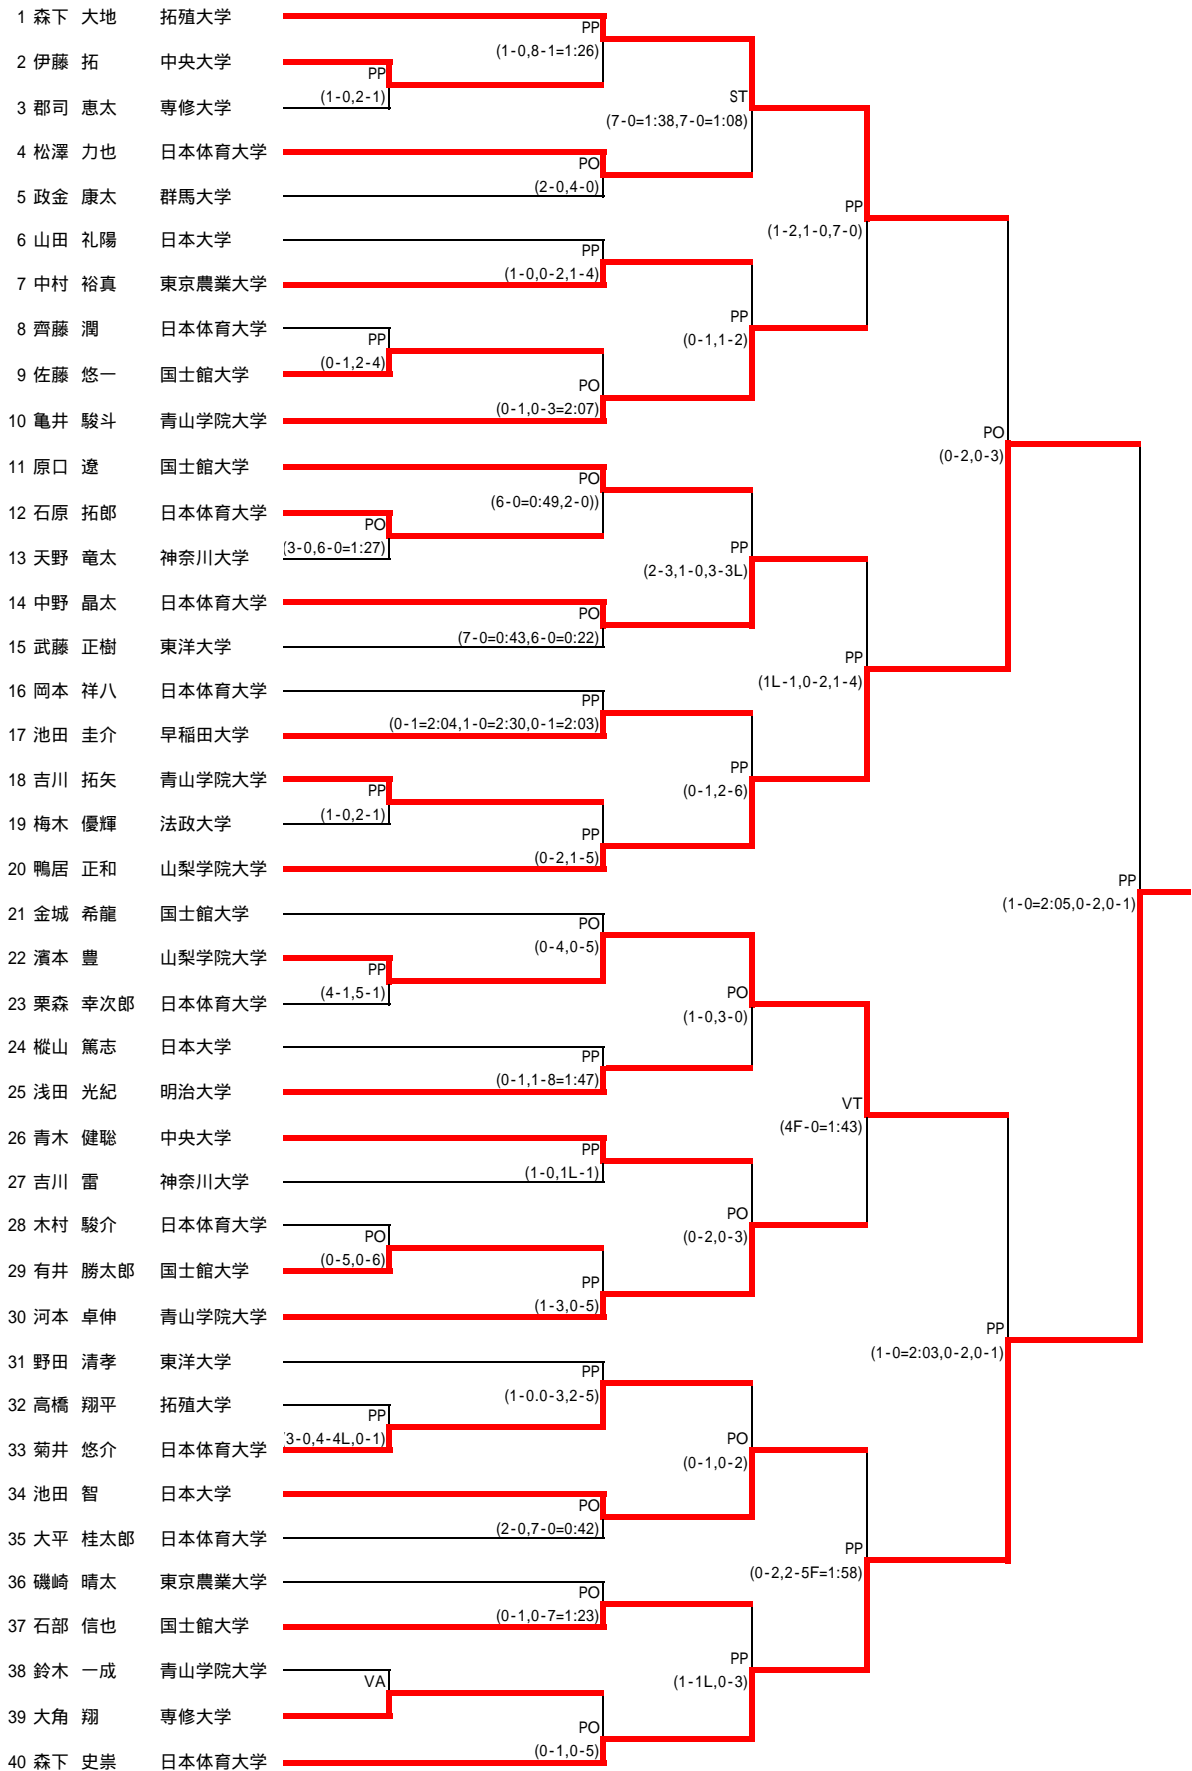 1 森下 大地 拓殖大学
PP
(1-0,8-1=1:26)
2 伊藤 拓 中央大学
PP
(1-0,2-1)
3 郡司 恵太 専修大学
ST
(7-0=1:38,7-0=1:08)
4 松澤 力也 日本体育大学
PO
(2-0,4-0)
5 政金 康太 群馬大学
PP
(1-2,1-0,7-0)
6 山田 礼陽 日本大学
PP
(1-0,0-2,1-4)
7 中村 裕真 東京農業大学
PP
(0-1,1-2)
8 齊藤 潤 日本体育大学
PP
(0-1,2-4)
9 佐藤 悠一 国士館大学
PO
(0-1,0-3=2:07)
10 亀井 駿斗 青山学院大学
PO
(0-2,0-3)
11 原口 遼 国士館大学
PO
(6-0=0:49,2-0))
12 石原 拓郎 日本体育大学
PO
(3-0,6-0=1:27)
13 天野 竜太 神奈川大学
PP
(2-3,1-0,3-3L)
14 中野 晶太 日本体育大学
PO
(7-0=0:43,6-0=0:22)
15 武藤 正樹 東洋大学
PP
(1L-1,0-2,1-4)
16 岡本 祥八 日本体育大学
PP
(0-1=2:04,1-0=2:30,0-1=2:03)
17 池田 圭介 早稲田大学
PP
(0-1,2-6)
18 吉川 拓矢 青山学院大学
PP
(1-0,2-1)
19 梅木 優輝 法政大学
PP
(0-2,1-5)
20 鴨居 正和 山梨学院大学
PP
(1-0=2:05,0-2,0-1)
21 金城 希龍 国士館大学
PO
(0-4,0-5)
22 濱本 豊 山梨学院大学
PP
(4-1,5-1)
23 栗森 幸次郎 日本体育大学
PO
(1-0,3-0)
24 樅山 篤志 日本大学
PP
(0-1,1-8=1:47)
25 浅田 光紀 明治大学
VT
(4F-0=1:43)
26 青木 健聡 中央大学
PP
(1-0,1L-1)
27 吉川 雷 神奈川大学
PO
(0-2,0-3)
28 木村 駿介 日本体育大学
PO
(0-5,0-6)
29 有井 勝太郎 国士館大学
PP
(1-3,0-5)
30 河本 卓伸 青山学院大学
PP
(1-0=2:03,0-2,0-1)
31 野田 清孝 東洋大学
PP
(1-0.0-3,2-5)
32 高橋 翔平 拓殖大学
PP
3-0,4-4L,0-1)
33 菊井 悠介 日本体育大学
PO
(0-1,0-2)
34 池田 智 日本大学
PO
(2-0,7-0=0:42)
35 大平 桂太郎 日本体育大学
PP
(0-2,2-5F=1:58)
36 磯崎 晴太 東京農業大学
PO
(0-1,0-7=1:23)
37 石部 信也 国士館大学
PP
(1-1L,0-3)
38 鈴木 一成 青山学院大学
VA
39 大角 翔 専修大学
PO
(0-1,0-5)
40 森下 史崇 日本体育大学